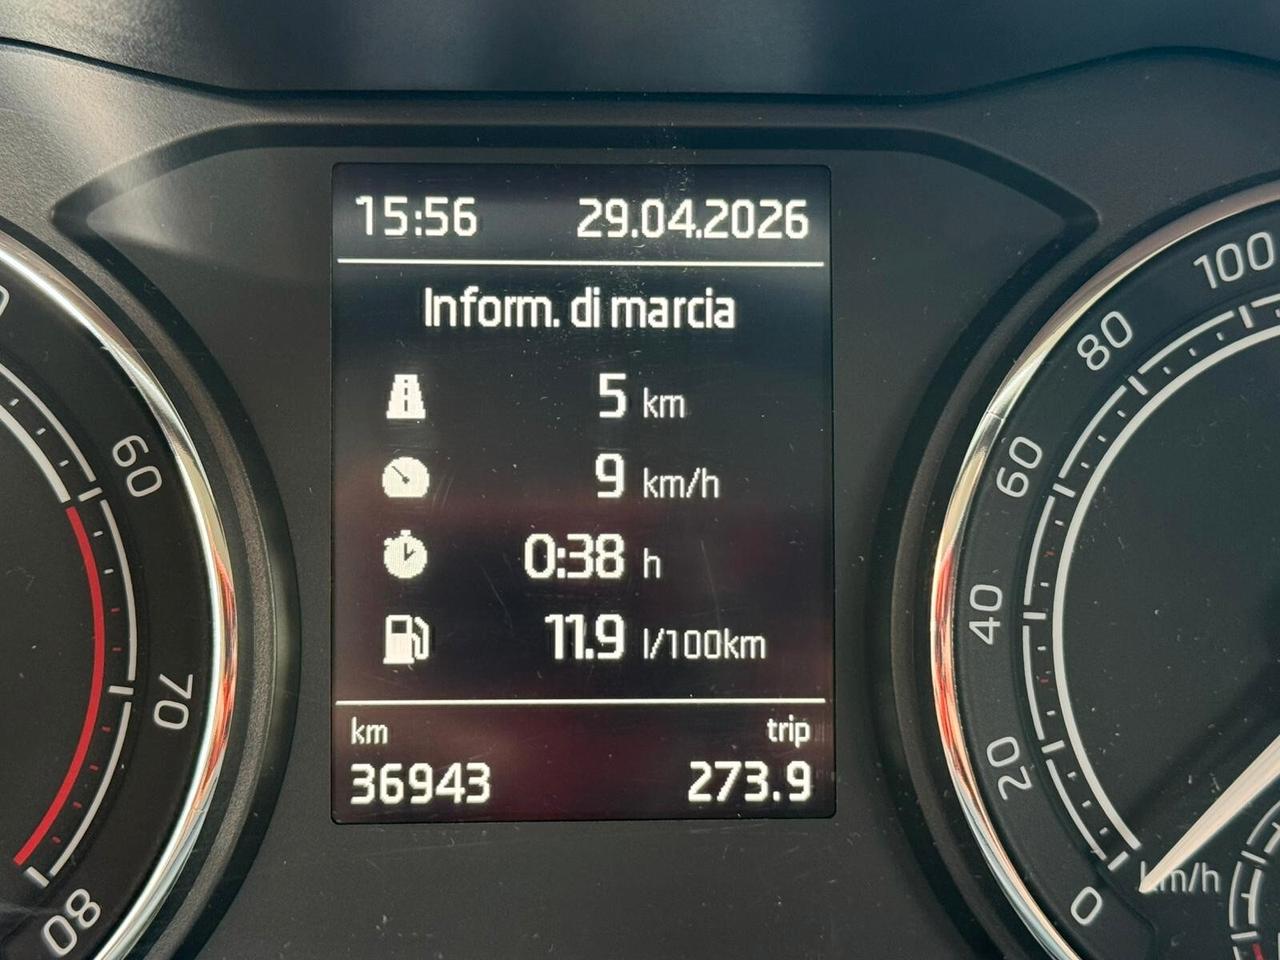 15:56 29.04.2026
Inform. di marcia
5 km
9 km/h
0:38 h
11.9 l/100km
km trip
36943 273.9
60
70
80
100
80
60
40
20
0
km/h